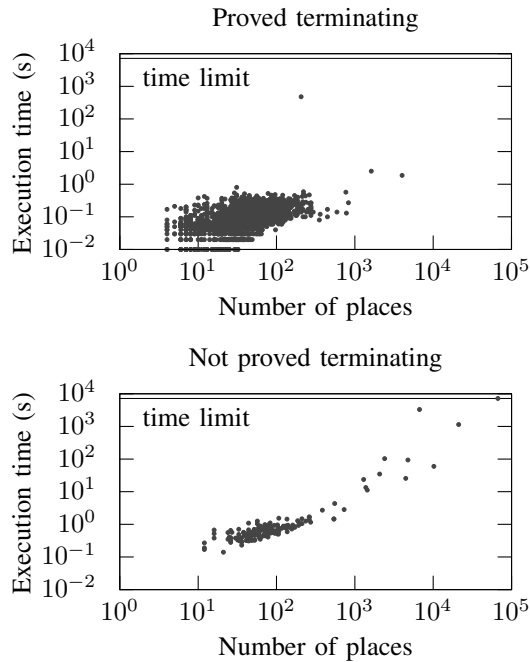 Proved terminating
Execution time (s)
10^4
10^3
10^2
10^1
10^0
10^-1
10^-2
time limit
10^0 10^1 10^2 10^3 10^4 10^5
Number of places
Not proved terminating
Execution time (s)
10^4
10^3
10^2
10^1
10^0
10^-1
10^-2
time limit
10^0 10^1 10^2 10^3 10^4 10^5
Number of places